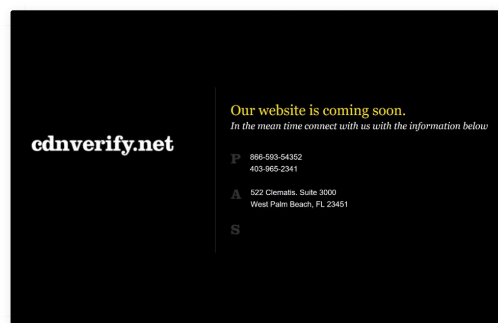 cdnverify.net
Our website is coming soon.
In the mean time connect with us with the information below
P
866-593-54352
403-965-2341
A
522 Clematis. Suite 3000
West Palm Beach, FL 23451
S